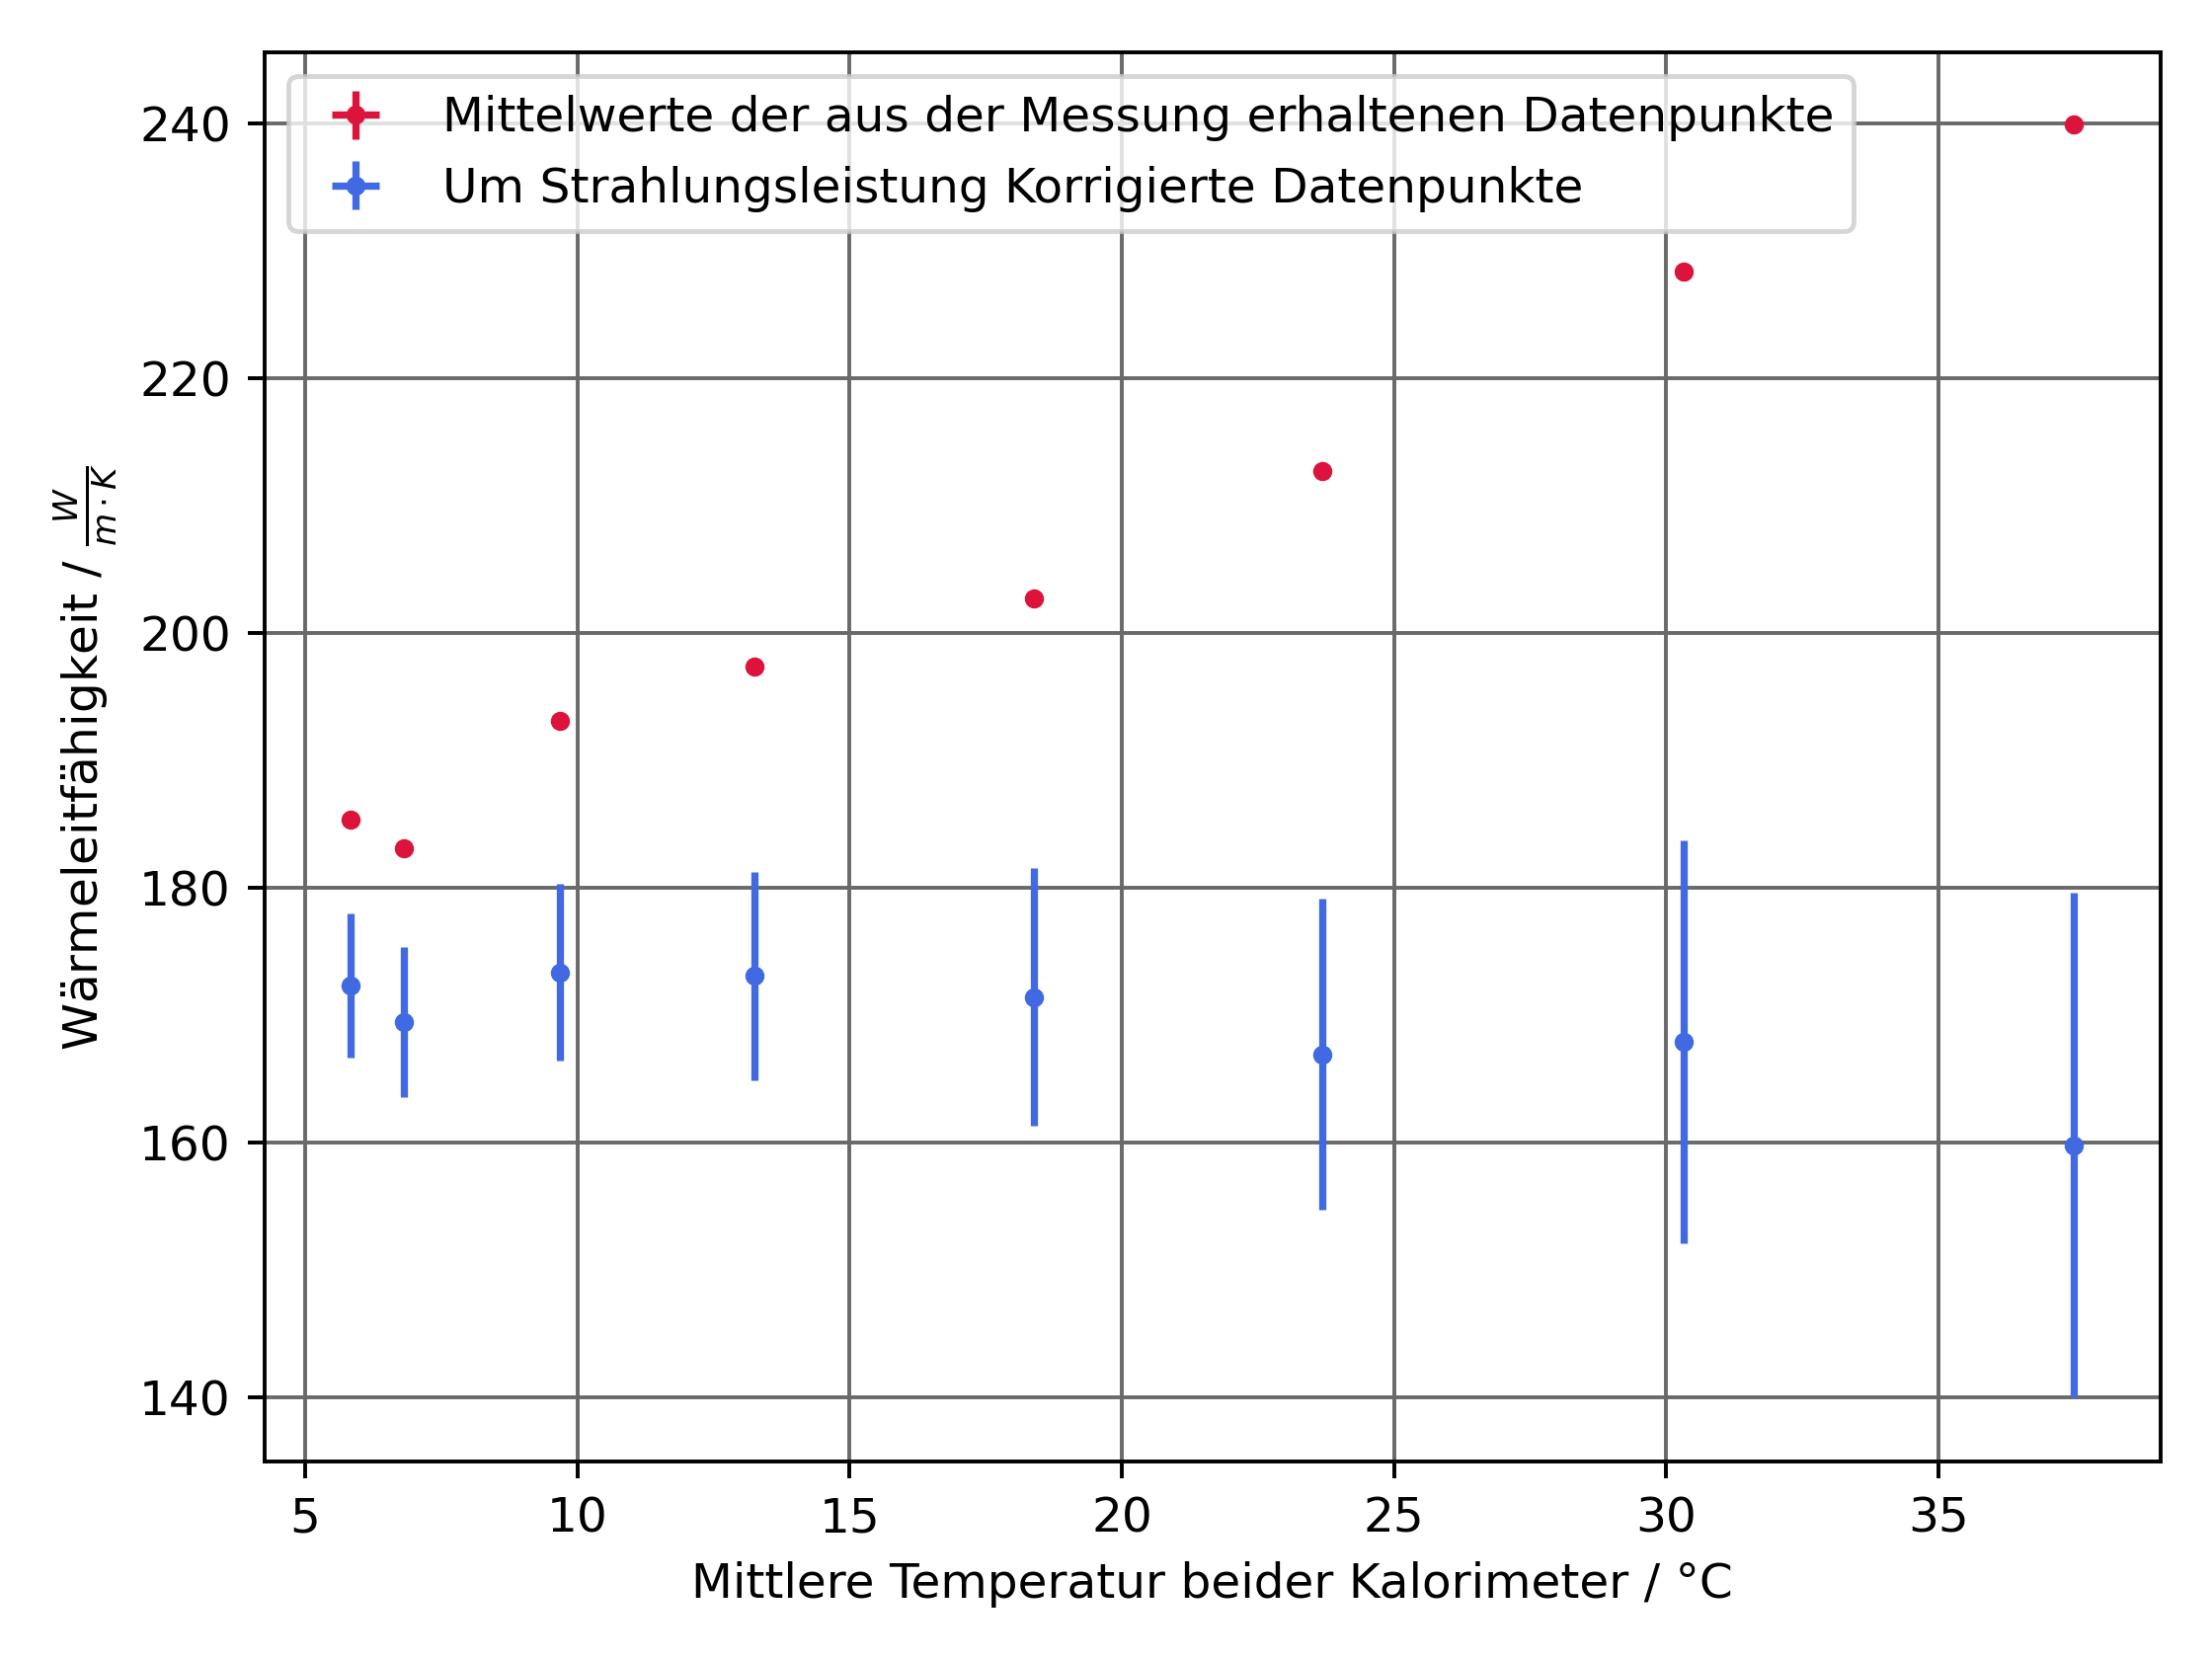 Mittelwerte der aus der Messung erhaltenen Datenpunkte
Um Strahlungsleistung Korrigierte Datenpunkte
240
220
200
180
160
140
Wärmeleitfähigkeit / W/m·K
5 10 15 20 25 30 35
Mittlere Temperatur beider Kalorimeter / °C